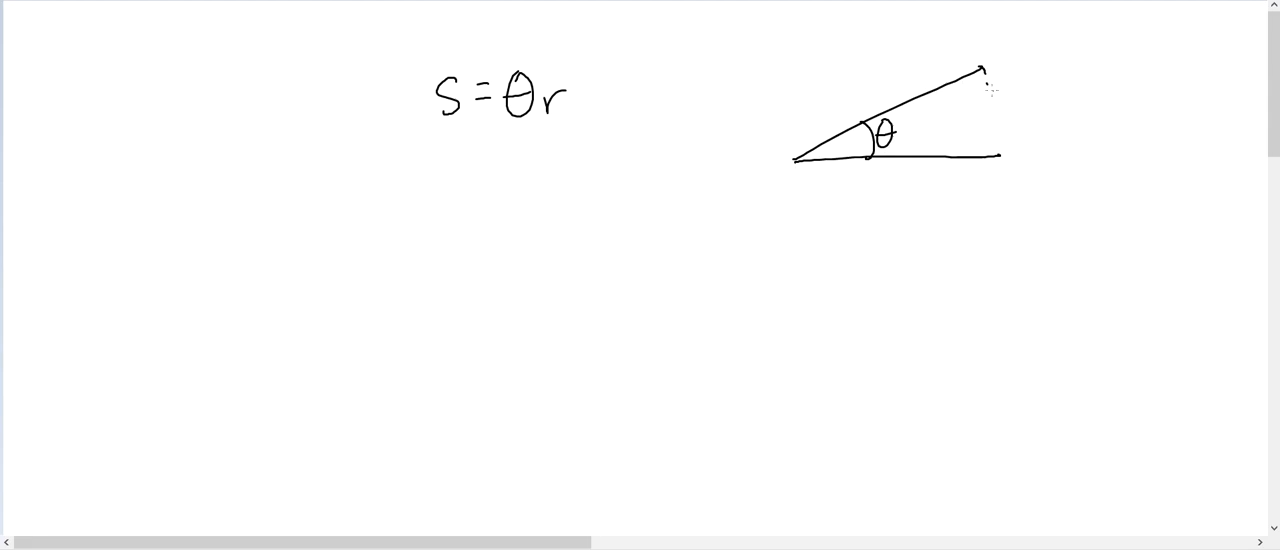 s = θr
θ